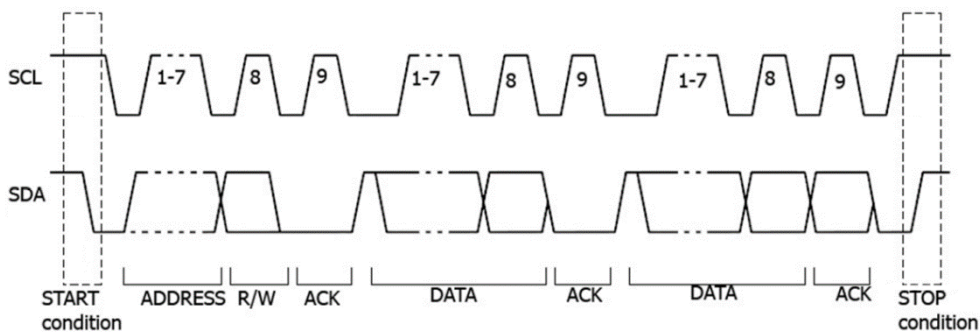 SCL
1-7
8
9
1-7
8
9
1-7
8
9
SDA
START
condition
ADDRESS
R/W
ACK
DATA
ACK
DATA
ACK
STOP
condition